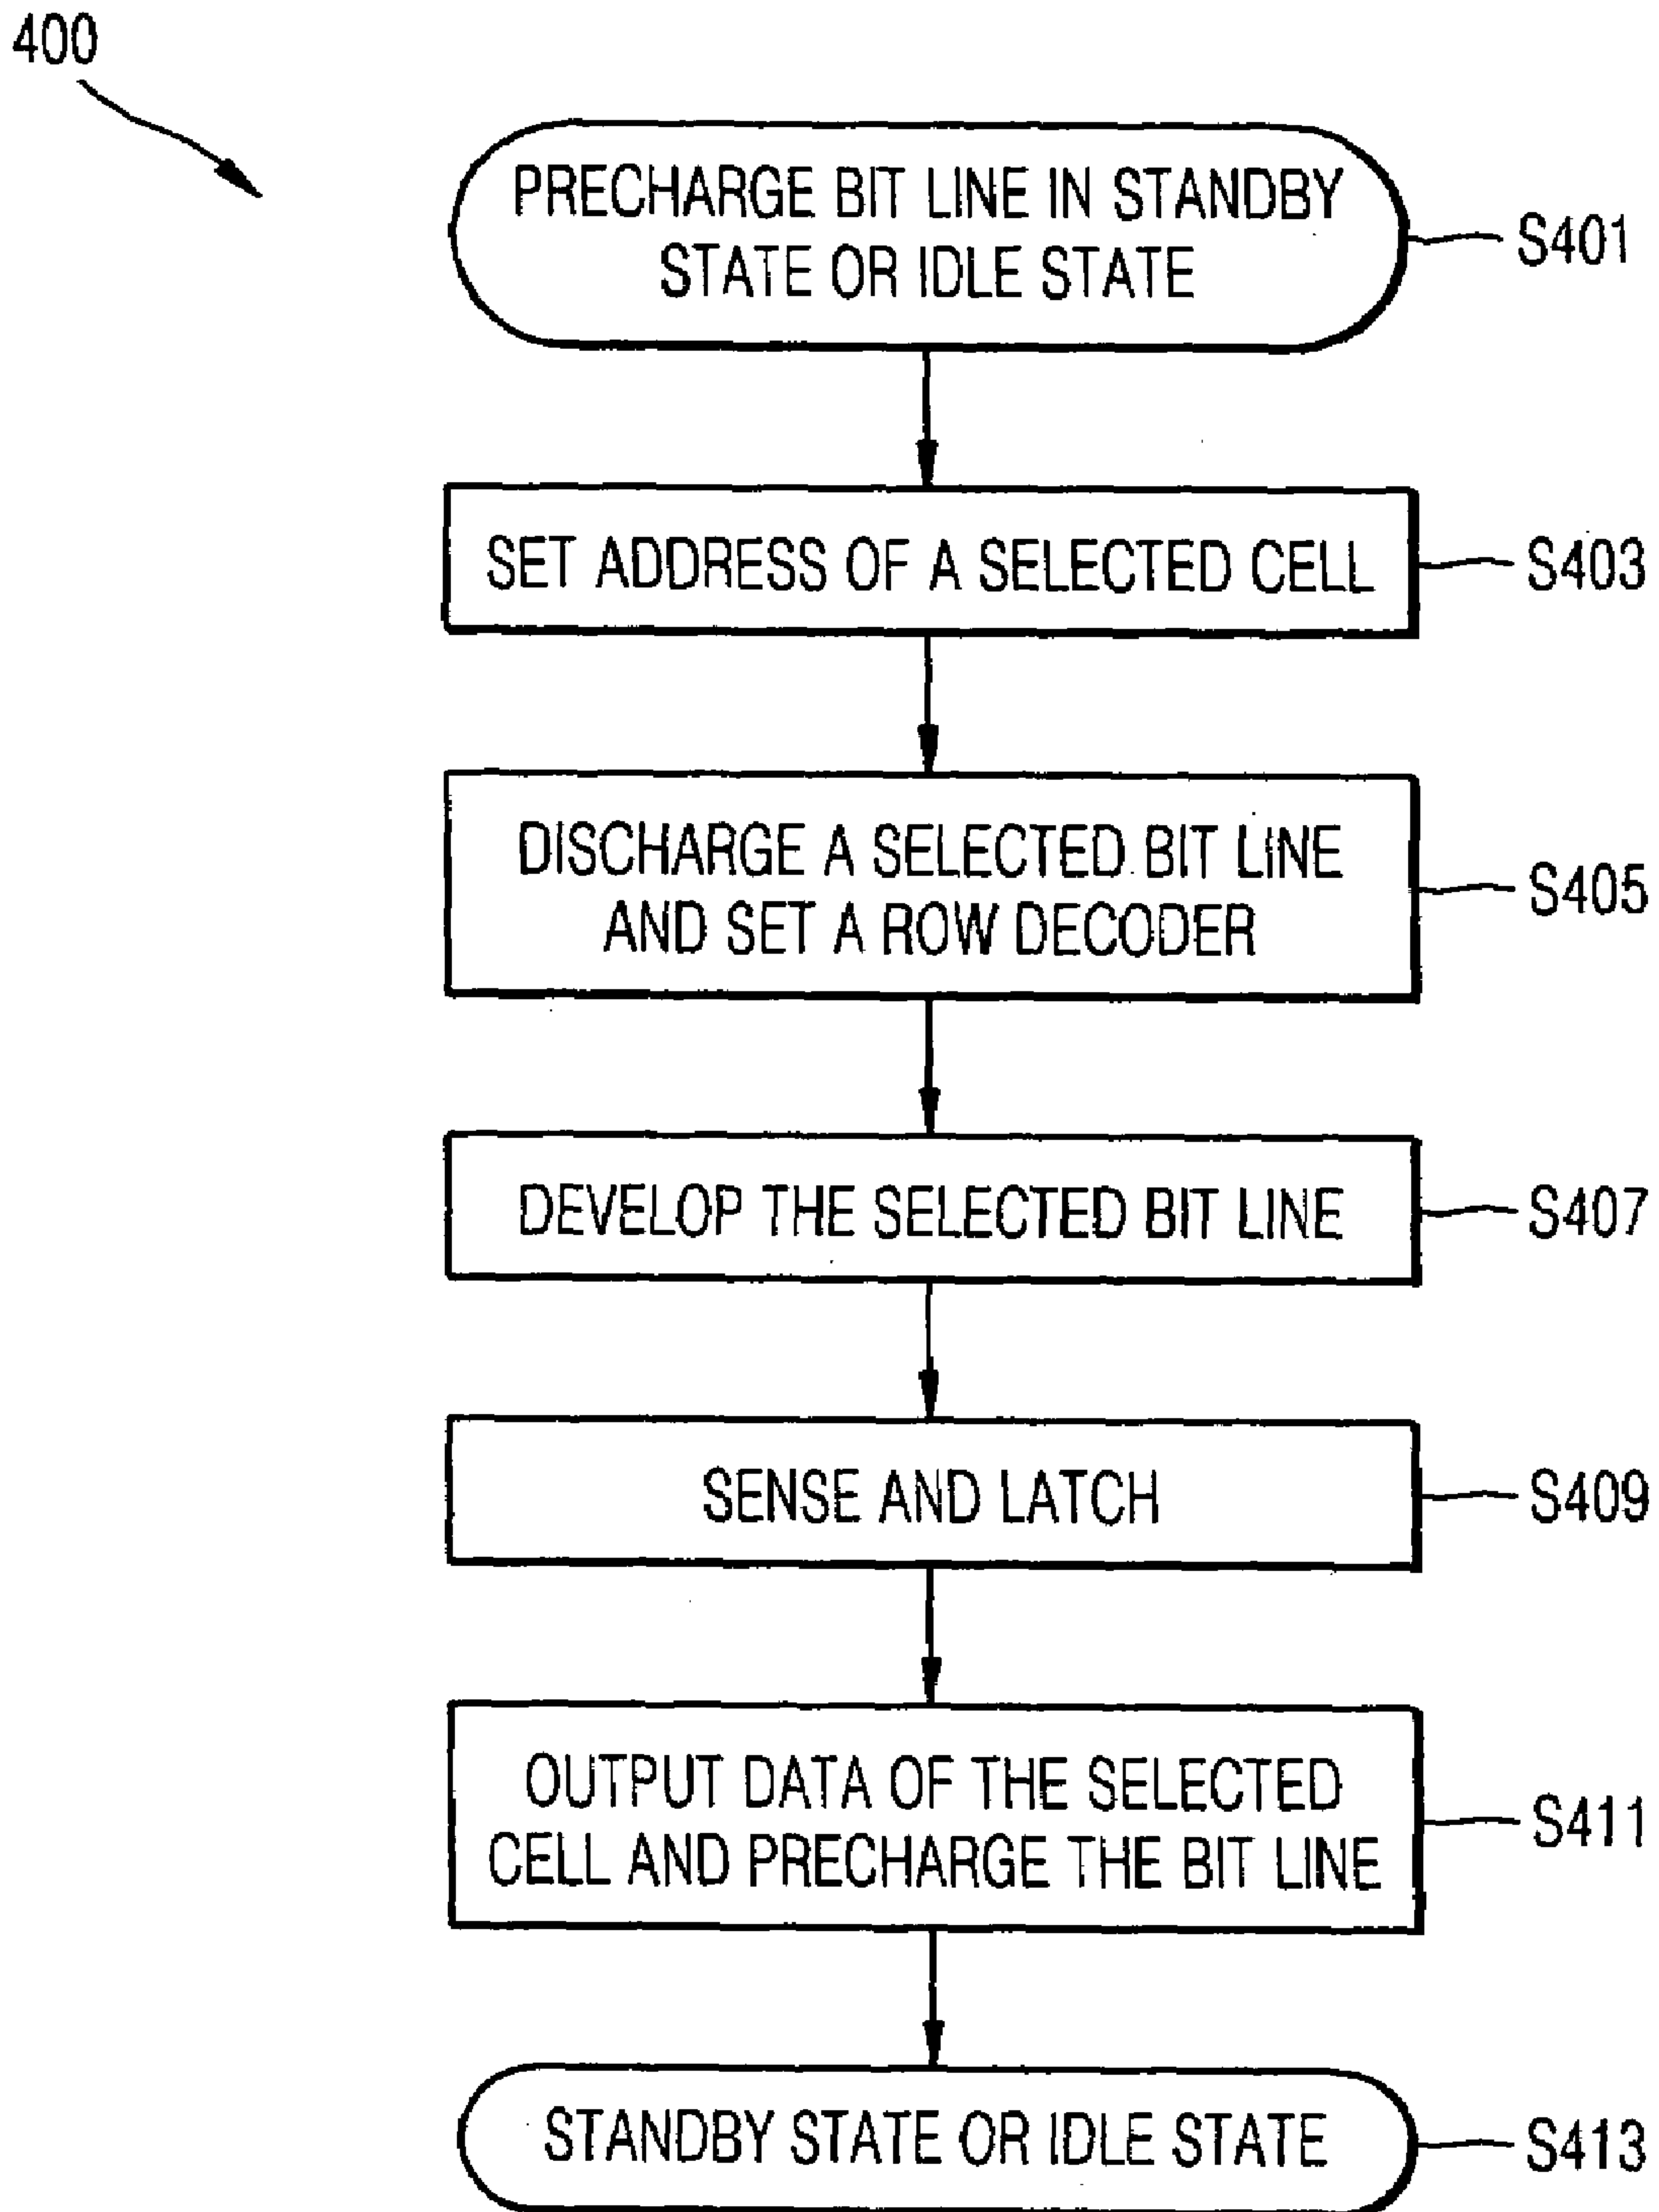 400
PRECHARGE BIT LINE IN STANDBY
STATE OR IDLE STATE
S401
SET ADDRESS OF A SELECTED CELL
S403
DISCHARGE A SELECTED BIT LINE
AND SET A ROW DECODER
S405
DEVELOP THE SELECTED BIT LINE
S407
SENSE AND LATCH
S409
OUTPUT DATA OF THE SELECTED
CELL AND PRECHARGE THE BIT LINE
S411
STANDBY STATE OR IDLE STATE
S413